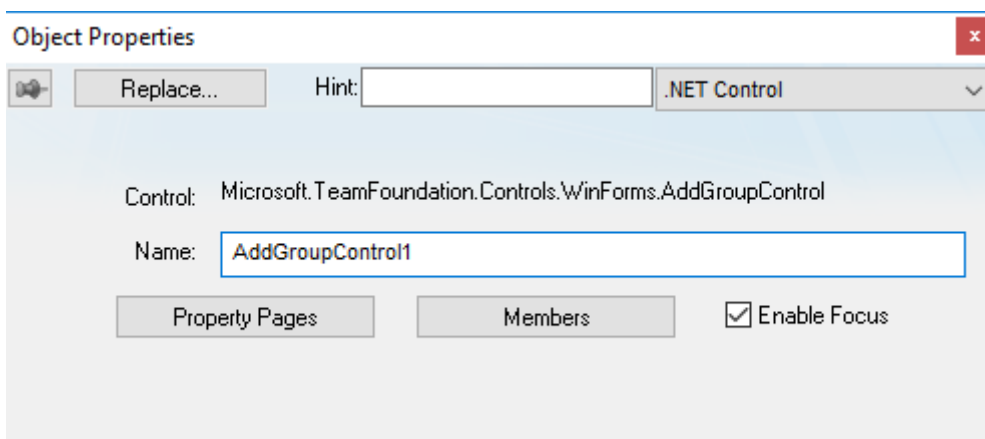 Object Properties
x
Replace... Hint: .NET Control
Control: Microsoft.TeamFoundation.Controls.WinForms.AddGroupControl
Name: AddGroupControl1
Property Pages Members Enable Focus